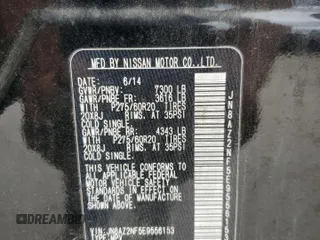 MFD BY NISSAN MOTOR CO.,LTD.
DATE: 6/14
GVWR/PNBV: 7300 LB
GAWR/PNBE FR: 3618 LB
P275/60R20 TIRES
20X8J RIMS. AT 35PSI
COLD SINGLE.
GAWR/PNBE RR: 4343 LB
P275/60R20 TIRES
20X8J RIMS. AT 35PSI
COLD SINGLE.
THIS VEHICLE CONFORMS TO
ALL APPLICABLE FEDERAL
MOTOR VEHICLE SAFETY
STANDARDS IN EFFECT ON
THE DATE OF MANUFACTURE
SHOWN ABOVE.
VIN: JN8AZ2NF5E9556153
TYPE: MPV
JN8AZ2NF5E9556153